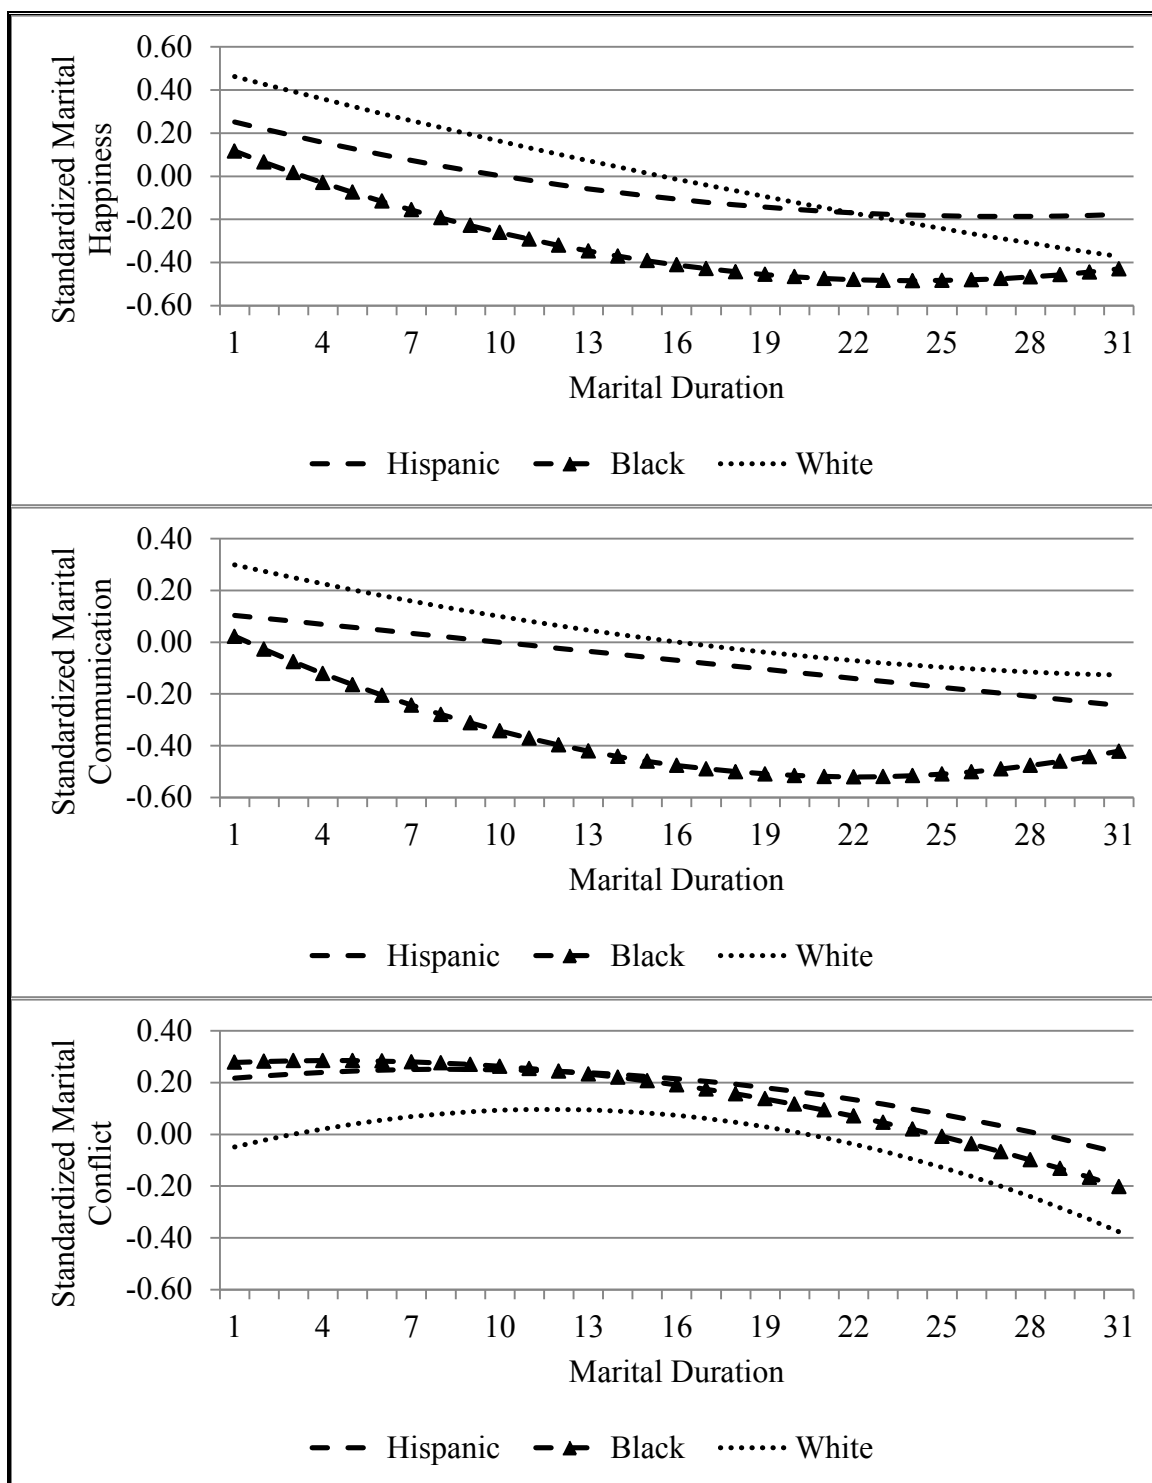 Standardized Marital
Happiness
0.60
0.40
0.20
0.00
-0.20
-0.40
-0.60
1 4 7 10 13 16 19 22 25 28 31
Marital Duration
Hispanic Black White
Standardized Marital
Communication
0.40
0.20
0.00
-0.20
-0.40
-0.60
1 4 7 10 13 16 19 22 25 28 31
Marital Duration
Hispanic Black White
Standardized Marital
Conflict
0.40
0.20
0.00
-0.20
-0.40
-0.60
1 4 7 10 13 16 19 22 25 28 31
Marital Duration
Hispanic Black White